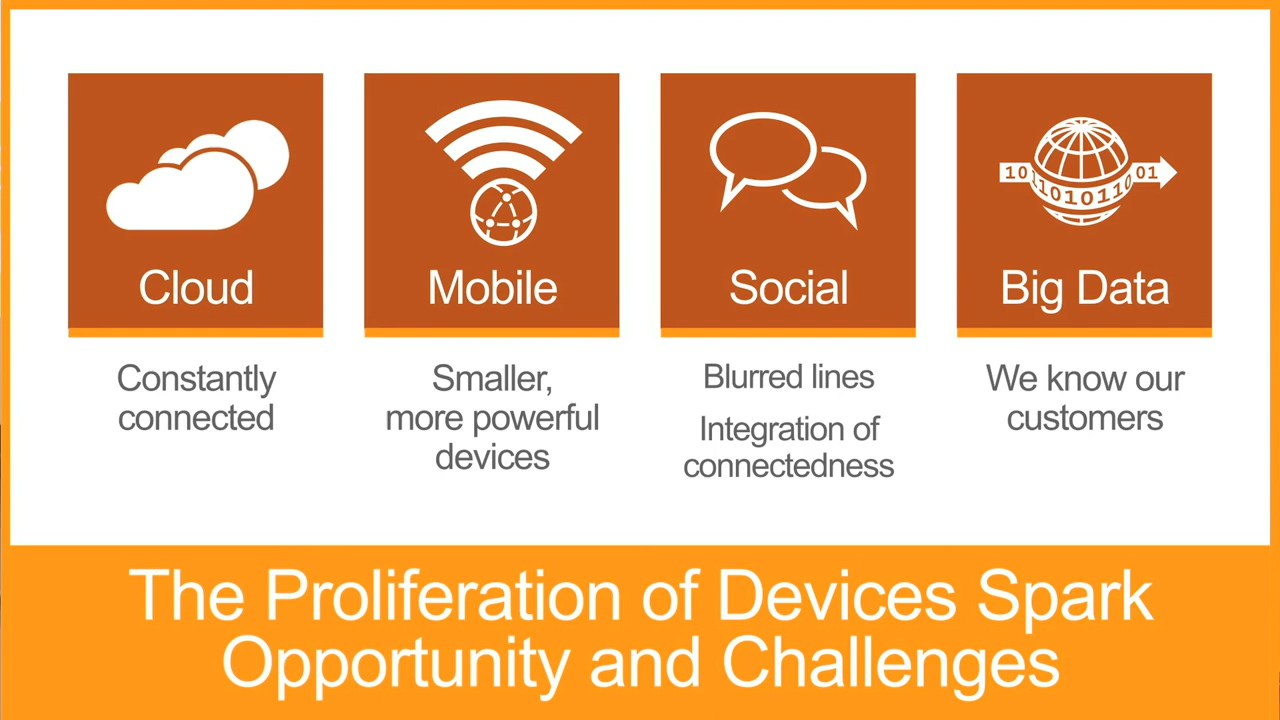 Cloud
Constantly
connected
Mobile
Smaller,
more powerful
devices
Social
Blurred lines
Integration of
connectedness
10110101101
Big Data
We know our
customers
The Proliferation of Devices Spark
Opportunity and Challenges